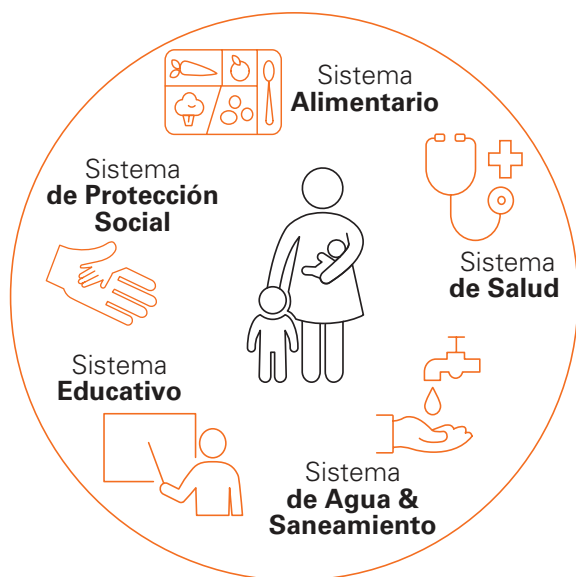 Sistema
Alimentario
Sistema
de Salud
Sistema
de Agua &
Saneamiento
Sistema
Educativo
Sistema
de Protección
Social